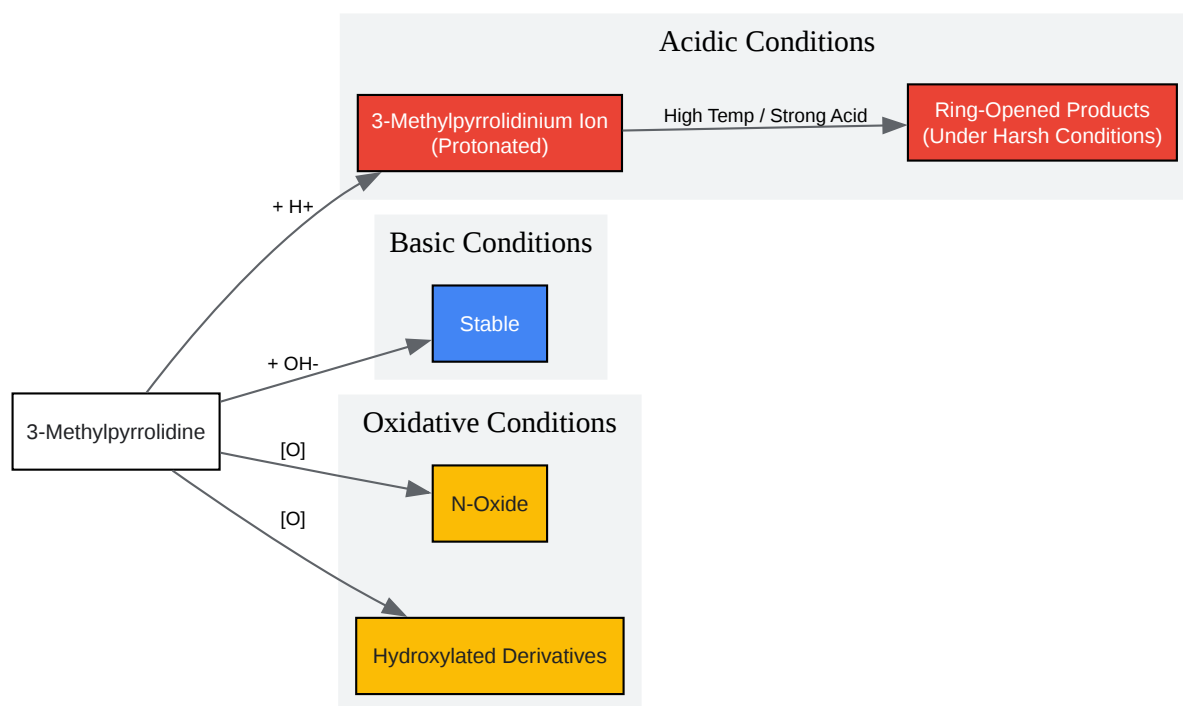 Acidic Conditions
3-Methylpyrrolidinium Ion
(Protonated)
High Temp / Strong Acid
Ring-Opened Products
(Under Harsh Conditions)
+ H+
Basic Conditions
Stable
+ OH-
3-Methylpyrrolidine
Oxidative Conditions
[O]
N-Oxide
[O]
Hydroxylated Derivatives